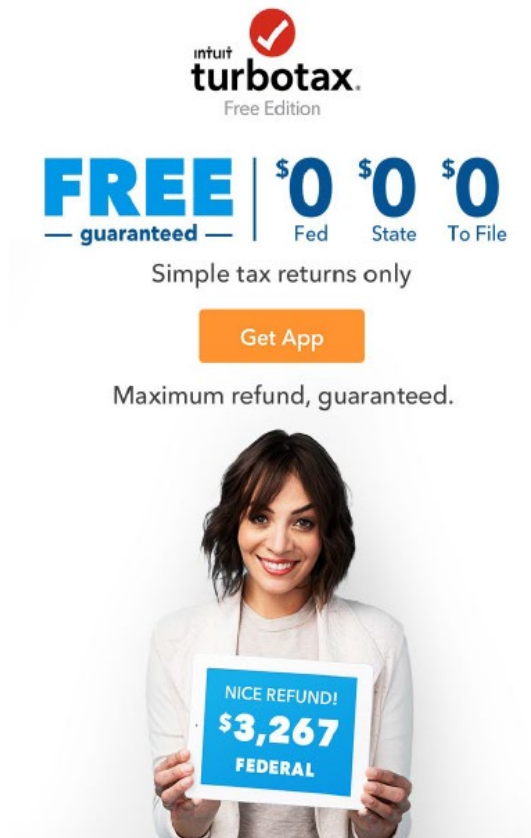 intuit
turbotax.
Free Edition
FREE
guaranteed
$0 $0 $0
Fed State To File
Simple tax returns only
Get App
Maximum refund, guaranteed.
NICE REFUND!
$3,267
FEDERAL